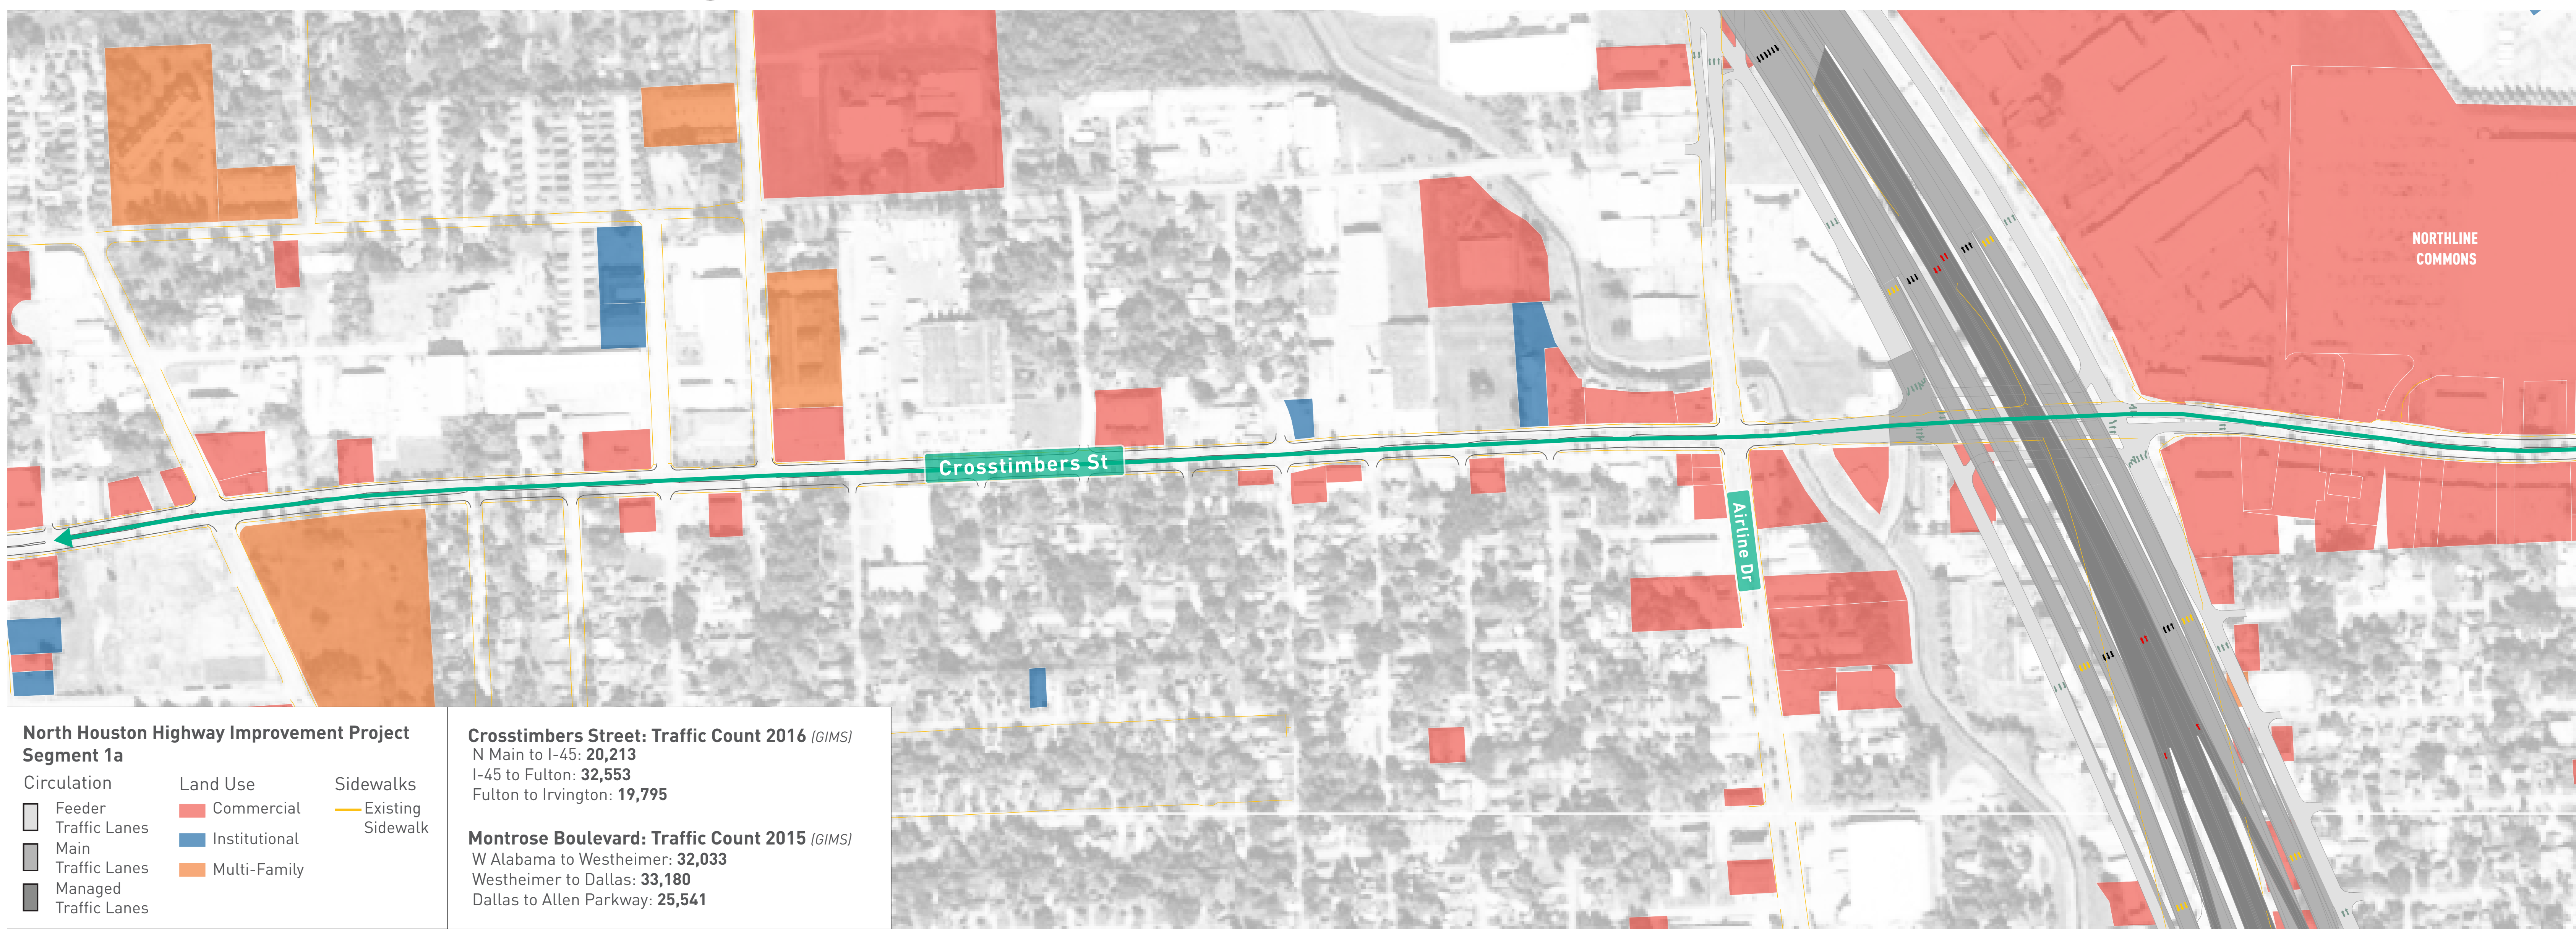 NORTHLINE
COMMONS
Crosstimbers St
Airline Dr
North Houston Highway Improvement Project
Segment 1a
Circulation
Feeder
Traffic Lanes
Main
Traffic Lanes
Managed
Traffic Lanes
Land Use
Commercial
Institutional
Multi-Family
Sidewalks
Existing
Sidewalk
Crosstimbers Street: Traffic Count 2016 (GIMS)
N Main to I-45: 20,213
I-45 to Fulton: 32,553
Fulton to Irvington: 19,795
Montrose Boulevard: Traffic Count 2015 (GIMS)
W Alabama to Westheimer: 32,033
Westheimer to Dallas: 33,180
Dallas to Allen Parkway: 25,541